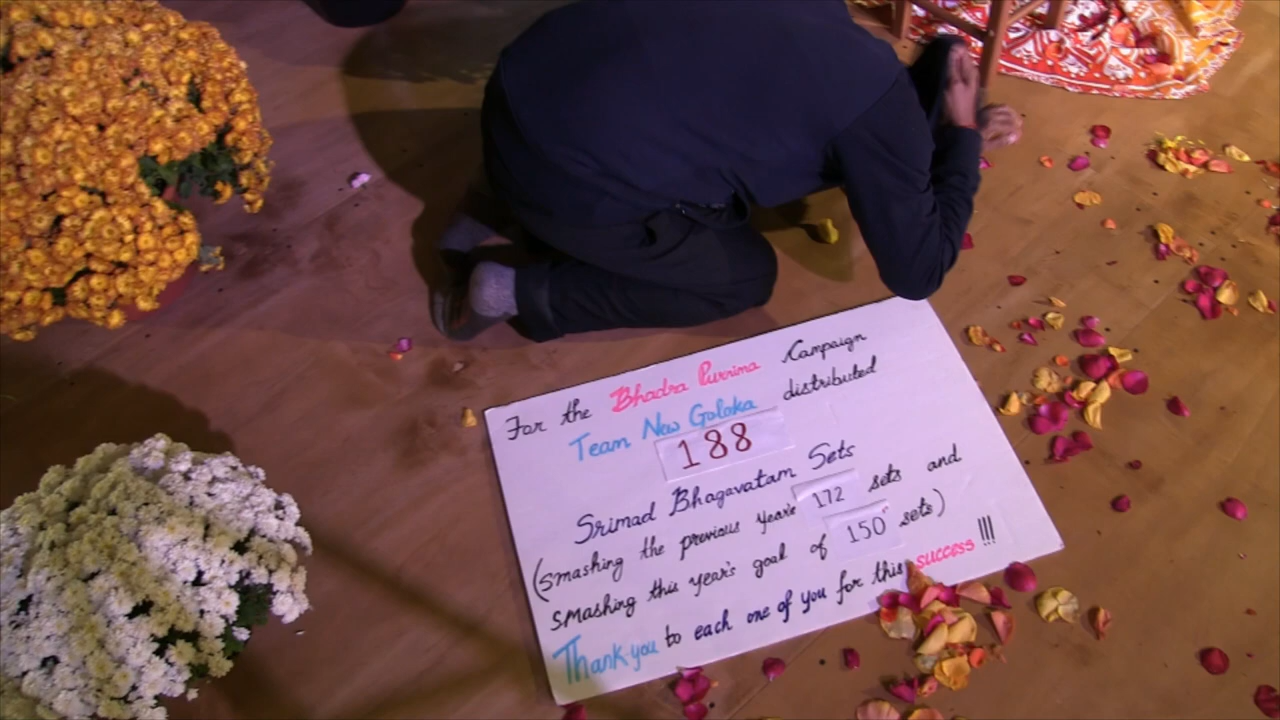 For the Bhadra Purnima Campaign
Team New Goloka distributed
188
Srimad Bhagavatam Sets
(Smashing the previous year's 172 sets and
smashing this year's goal of 150 sets)
Thank-you to each one of you for this success !!!